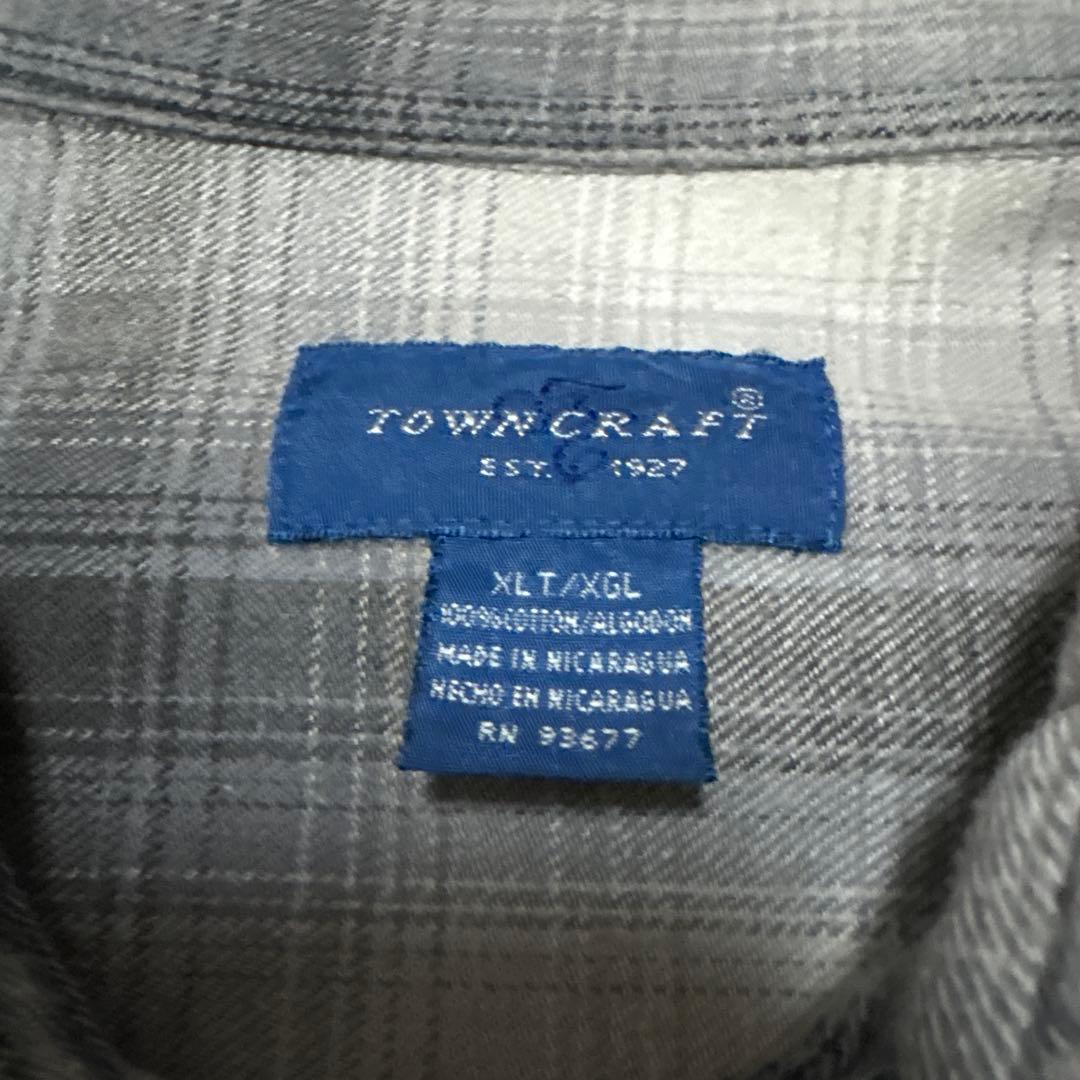 TOWNCRAFT®
EST. 1927
XLT/XGL
100% COTTON/ALGODON
MADE IN NICARAGUA
HECHO EN NICARAGUA
RN 93677